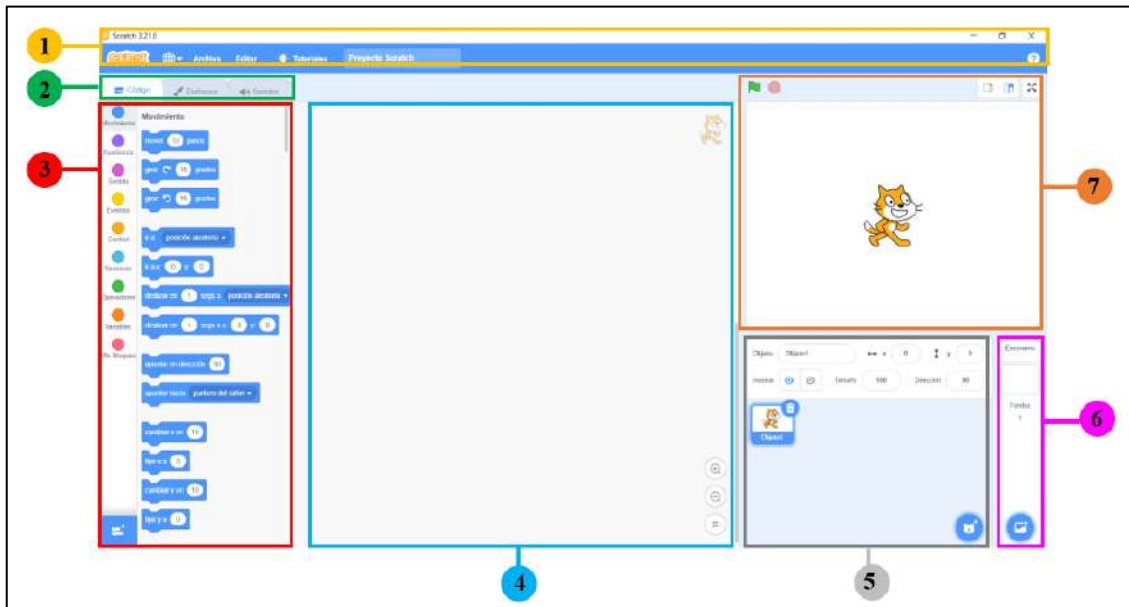 Scratch 3.21.0
1
SCRATCH Archivo Editar Tutoriales Proyecto Scratch
2
Código Disfraces Sonidos
3
Movimiento
Apariencia
Sonido
Eventos
Control
Sensores
Operadores
Variables
Mis Bloques
Movimiento
mover 10 pasos
girar 15 grados
girar 15 grados
ir a posición aleatoria
ir a x: 0 y: 0
deslizar en 1 segs a posición aleatoria
deslizar en 1 segs a x: 0 y: 0
apuntar en dirección 90
apuntar hacia puntero del ratón
cambiar x en 10
fijar x a 0
cambiar y en 10
fijar y a 0
4
7
Objeto Objeto1 x 0 y 0
Mostrar Tamaño 100 Dirección 90
Objeto1
5
Escenario
Fondos
1
6